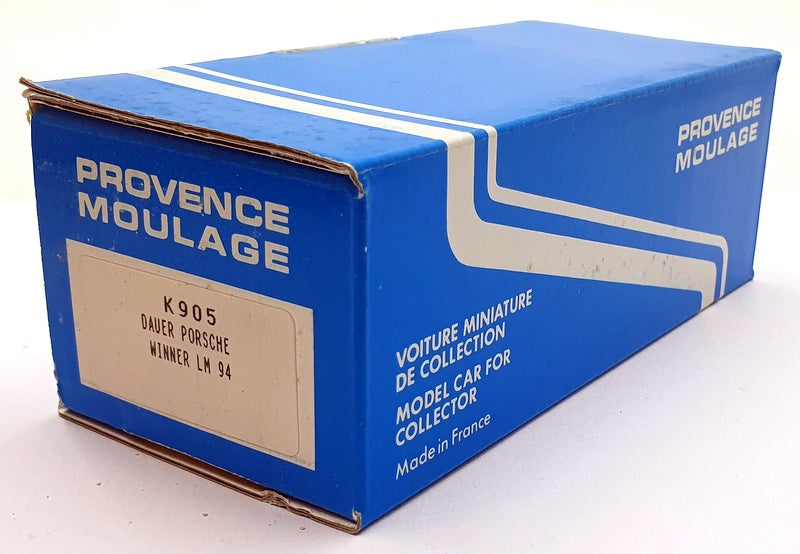 PROVENCE
MOULAGE
K905
DAUER PORSCHE
WINNER LM 94
PROVENCE
MOULAGE
VOITURE MINIATURE
DE COLLECTION
MODEL CAR FOR
COLLECTOR
Made in France